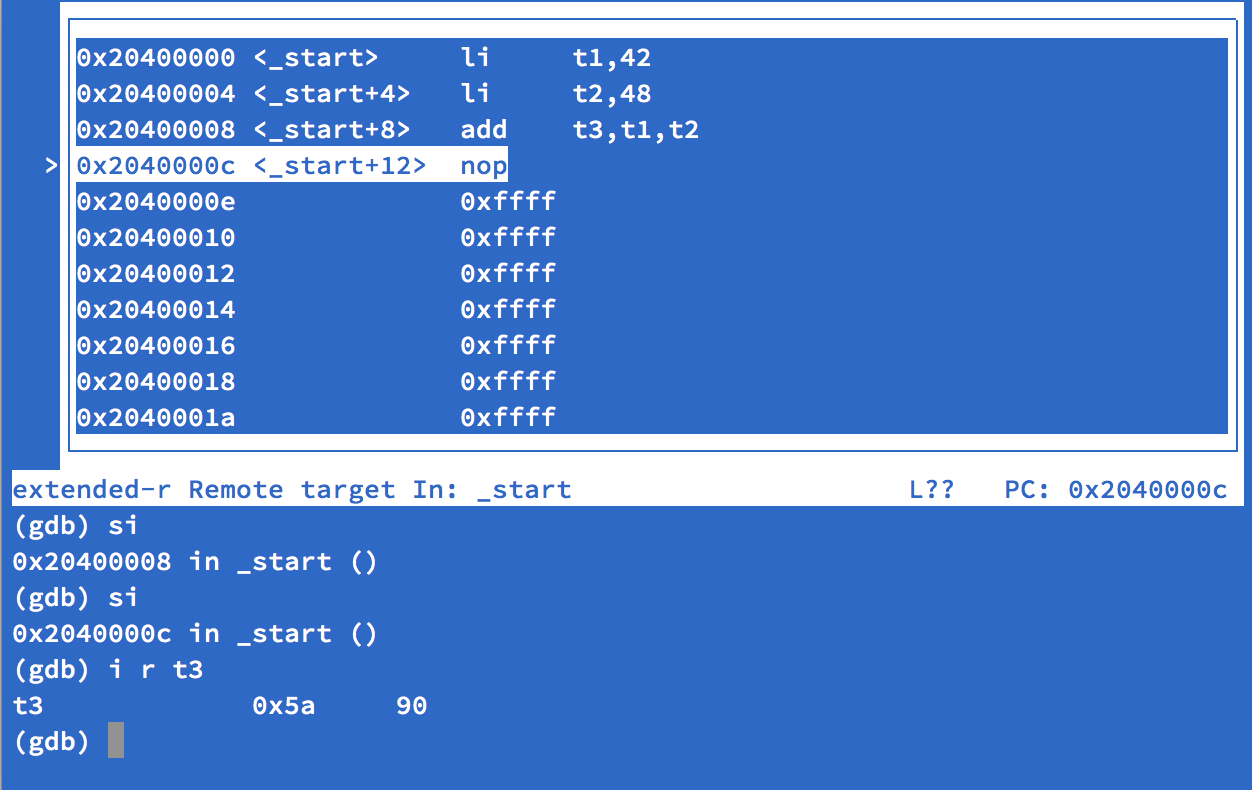 0x20400000 <_start>     li     t1,42
0x20400004 <_start+4>   li     t2,48
0x20400008 <_start+8>   add    t3,t1,t2
> 0x2040000c <_start+12>  nop
0x2040000e              0xffff
0x20400010              0xffff
0x20400012              0xffff
0x20400014              0xffff
0x20400016              0xffff
0x20400018              0xffff
0x2040001a              0xffff
extended-r Remote target In: _start                     L??   PC: 0x2040000c
(gdb) si
0x20400008 in _start ()
(gdb) si
0x2040000c in _start ()
(gdb) i r t3
t3             0x5a     90
(gdb)